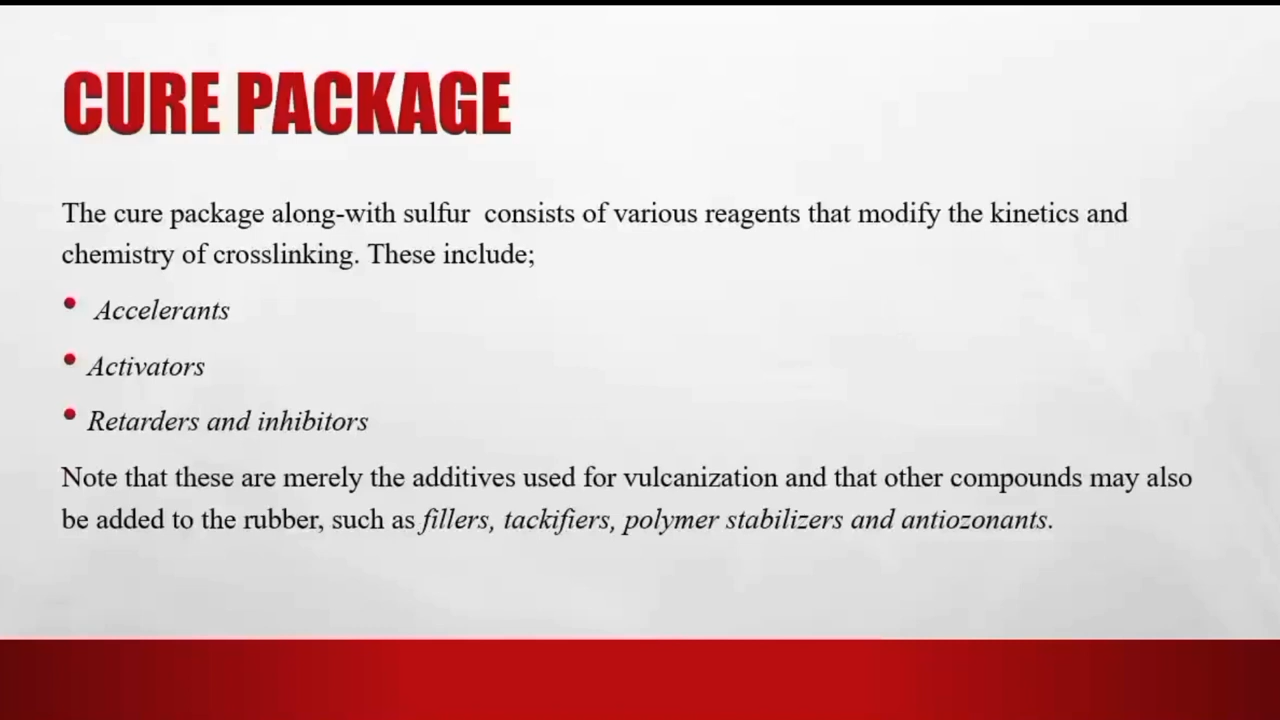 CURE PACKAGE
The cure package along-with sulfur consists of various reagents that modify the kinetics and
chemistry of crosslinking. These include;
• Accelerants
• Activators
• Retarders and inhibitors
Note that these are merely the additives used for vulcanization and that other compounds may also
be added to the rubber, such as fillers, tackifiers, polymer stabilizers and antiozonants.